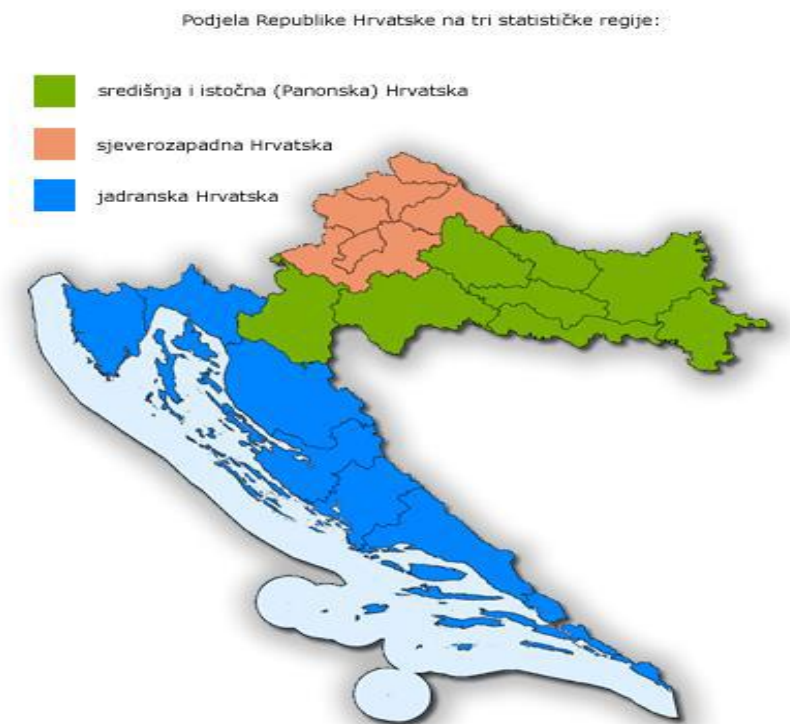 Podjela Republike Hrvatske na tri statističke regije:
središnja i istočna (Panonska) Hrvatska
sjeverozapadna Hrvatska
jadranska Hrvatska